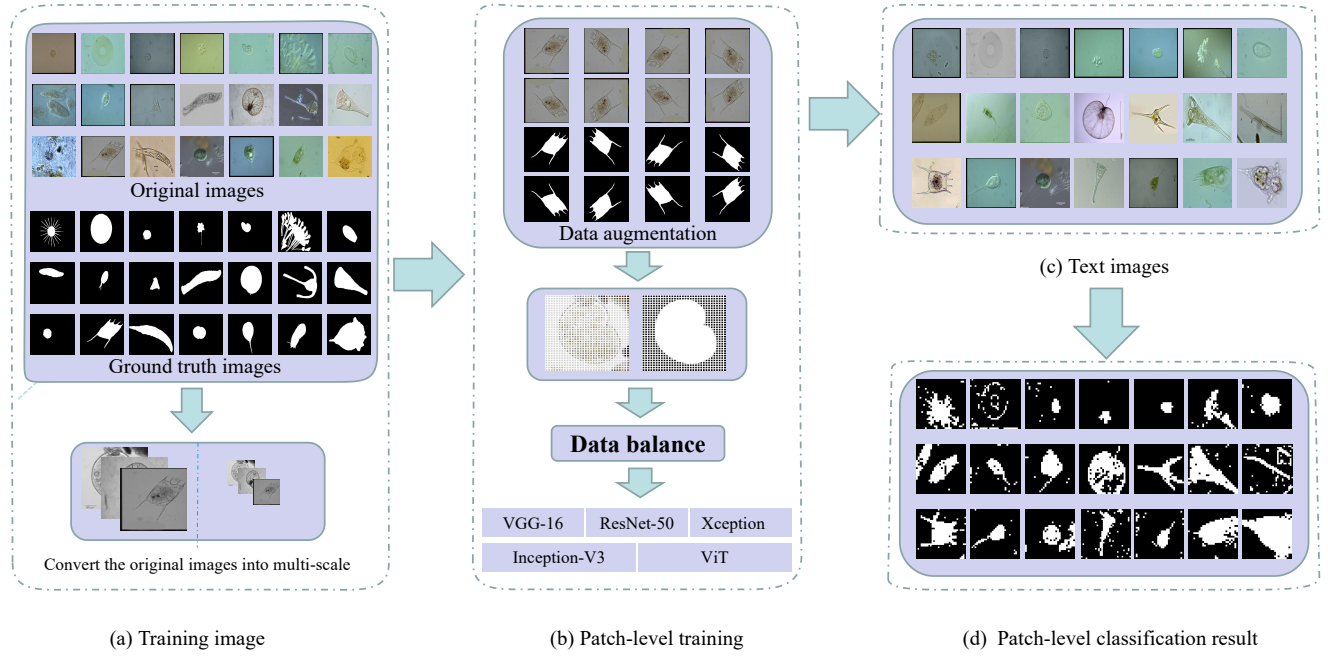 Original images
Ground truth images
Convert the original images into multi-scale
(a) Training image
Data augmentation
Data balance
VGG-16
ResNet-50
Xception
Inception-V3
ViT
(b) Patch-level training
(c) Text images
(d) Patch-level classification result